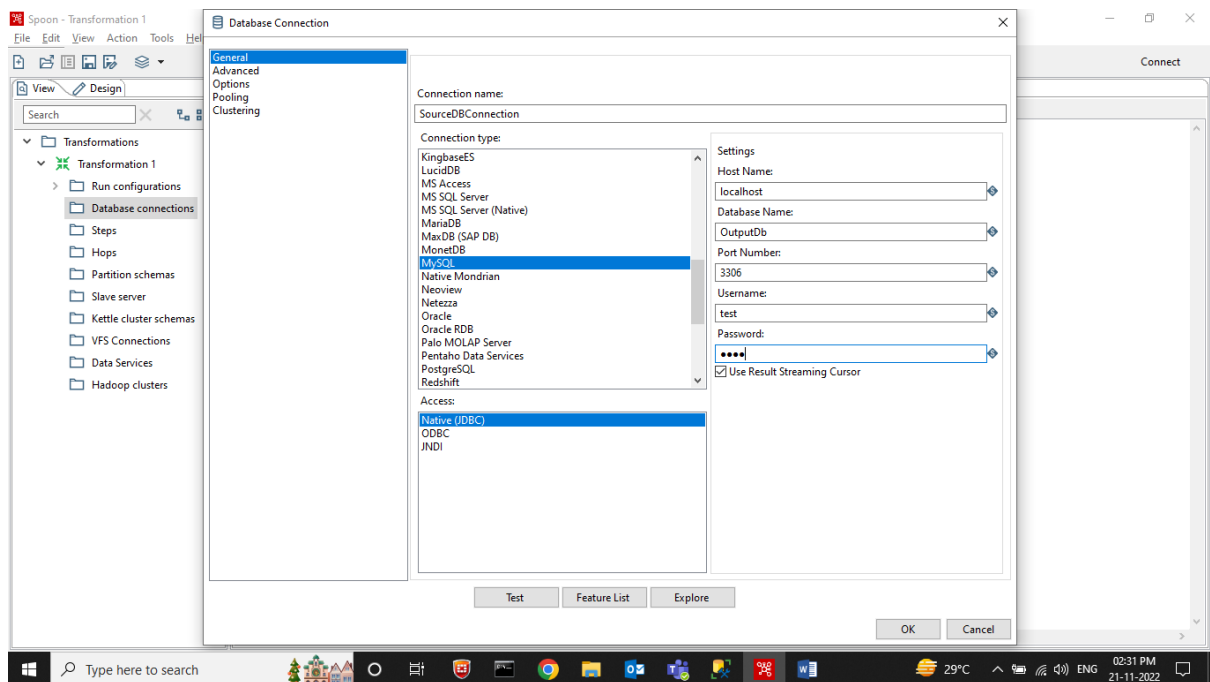 Spoon - Transformation 1
File Edit View Action Tools Hel
Connect
View Design
Search
Transformations
Transformation 1
Run configurations
Database connections
Steps
Hops
Partition schemas
Slave server
Kettle cluster schemas
VFS Connections
Data Services
Hadoop clusters
Database Connection
General
Advanced
Options
Pooling
Clustering
Connection name:
SourceDBConnection
Connection type:
KingbaseES
LucidDB
MS Access
MS SQL Server
MS SQL Server (Native)
MariaDB
MaxDB (SAP DB)
MonetDB
MySQL
Native Mondrian
Neoview
Netezza
Oracle
Oracle RDB
Palo MOLAP Server
Pentaho Data Services
PostgreSQL
Redshift
Access:
Native (JDBC)
ODBC
JNDI
Settings
Host Name:
localhost
Database Name:
OutputDb
Port Number:
3306
Username:
test
Password:
••••
Use Result Streaming Cursor
Test Feature List Explore
OK Cancel
Type here to search
29°C
ENG
02:31 PM
21-11-2022